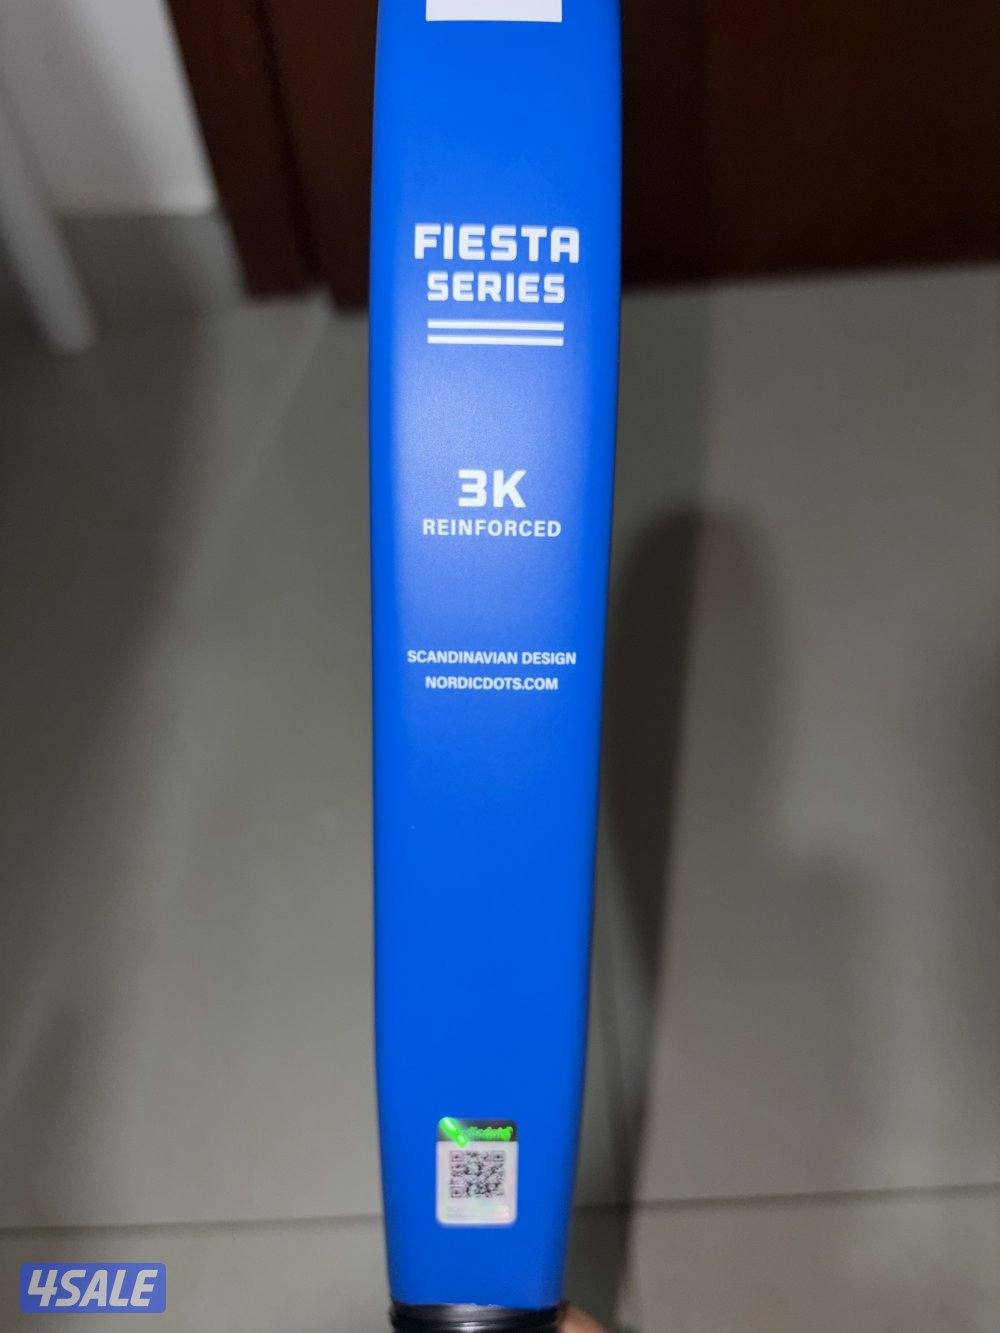 FIESTA
SERIES
3K
REINFORCED
SCANDINAVIAN DESIGN
NORDICDOTS.COM
4SALE